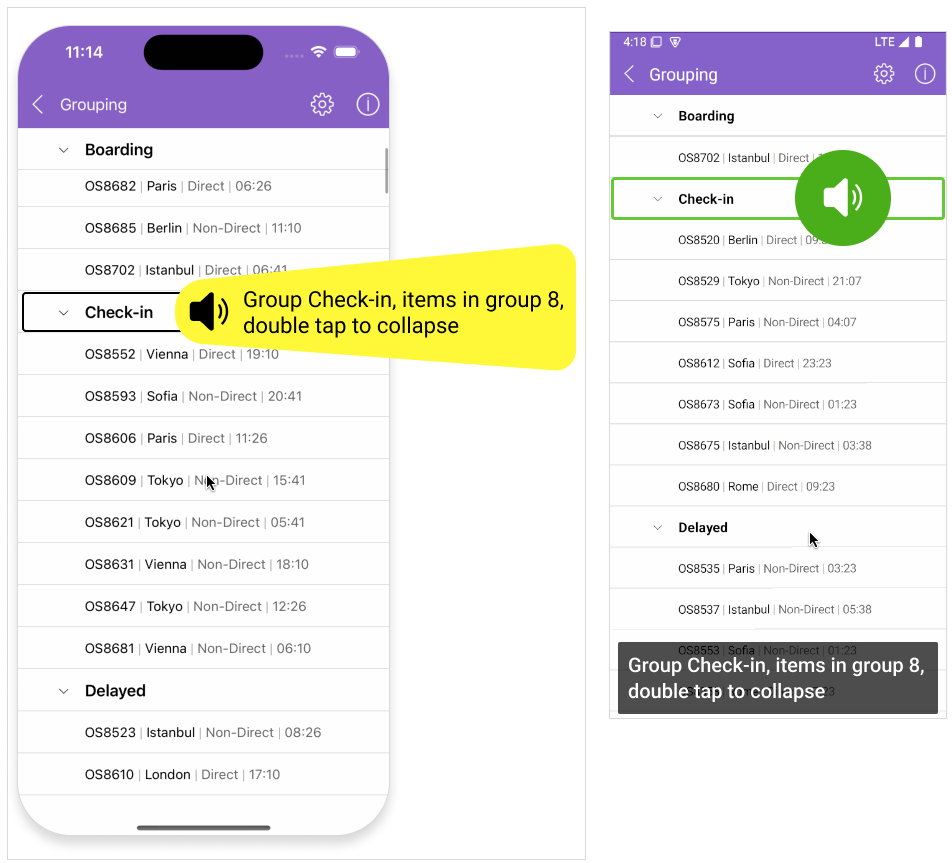 11:14
Grouping
Boarding
OS8682 | Paris | Direct | 06:26
OS8685 | Berlin | Non-Direct | 11:10
OS8702 | Istanbul | Direct | 06:41
Check-in
Group Check-in, items in group 8,
double tap to collapse
OS8552 | Vienna | Direct | 19:10
OS8593 | Sofia | Non-Direct | 20:41
OS8606 | Paris | Direct | 11:26
OS8609 | Tokyo | Non-Direct | 15:41
OS8621 | Tokyo | Non-Direct | 05:41
OS8631 | Vienna | Non-Direct | 18:10
OS8647 | Tokyo | Non-Direct | 12:26
OS8681 | Vienna | Non-Direct | 06:10
Delayed
OS8523 | Istanbul | Non-Direct | 08:26
OS8610 | London | Direct | 17:10
4:18 LTE
Grouping
Boarding
OS8702 | Istanbul | Direct |
Check-in
OS8520 | Berlin | Direct |
OS8529 | Tokyo | Non-Direct | 21:07
OS8575 | Paris | Non-Direct | 04:07
OS8612 | Sofia | Direct | 23:23
OS8673 | Sofia | Non-Direct | 01:23
OS8675 | Istanbul | Non-Direct | 03:38
OS8680 | Rome | Direct | 09:23
Delayed
OS8535 | Paris | Non-Direct | 03:23
OS8537 | Istanbul | Non-Direct | 05:38
OS8553 | Sofia | Non-Direct | 01:23
Group Check-in, items in group 8,
double tap to collapse